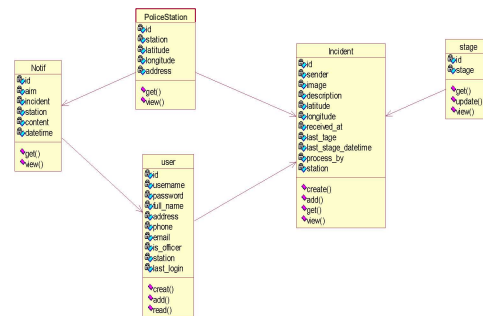 PoliceStation
id
station
latitude
longitude
address
get()
view()
Notif
id
aim
incident
station
content
datetime
get()
view()
user
id
username
password
full_name
address
phone
email
is_officer
station
last_login
creat()
add()
read()
Incident
id
sender
image
description
latitude
longitude
received_at
last_tage
last_stage_datetime
process_by
station
create()
add()
get()
view()
stage
id
stage
get()
update()
view()